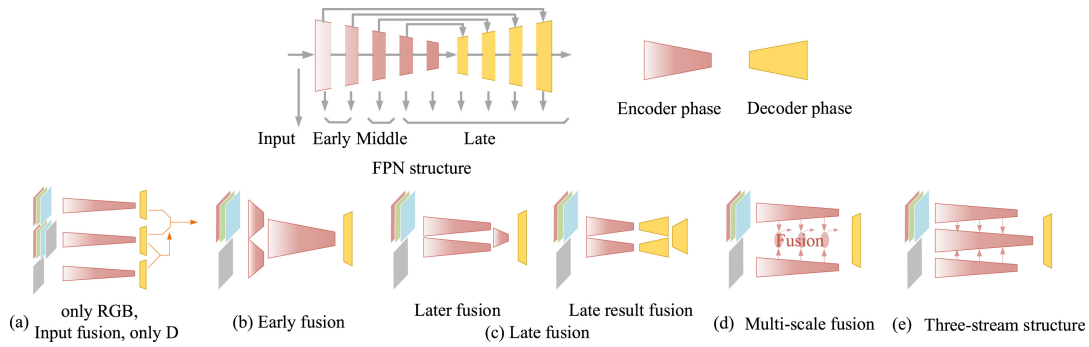 Encoder phase
Decoder phase
Input
Early
Middle
Late
FPN structure
Fusion
(a)
only RGB,
Input fusion, only D
(b) Early fusion
Later fusion
Late result fusion
(c) Late fusion
(d)
Multi-scale fusion
(e)
Three-stream structure